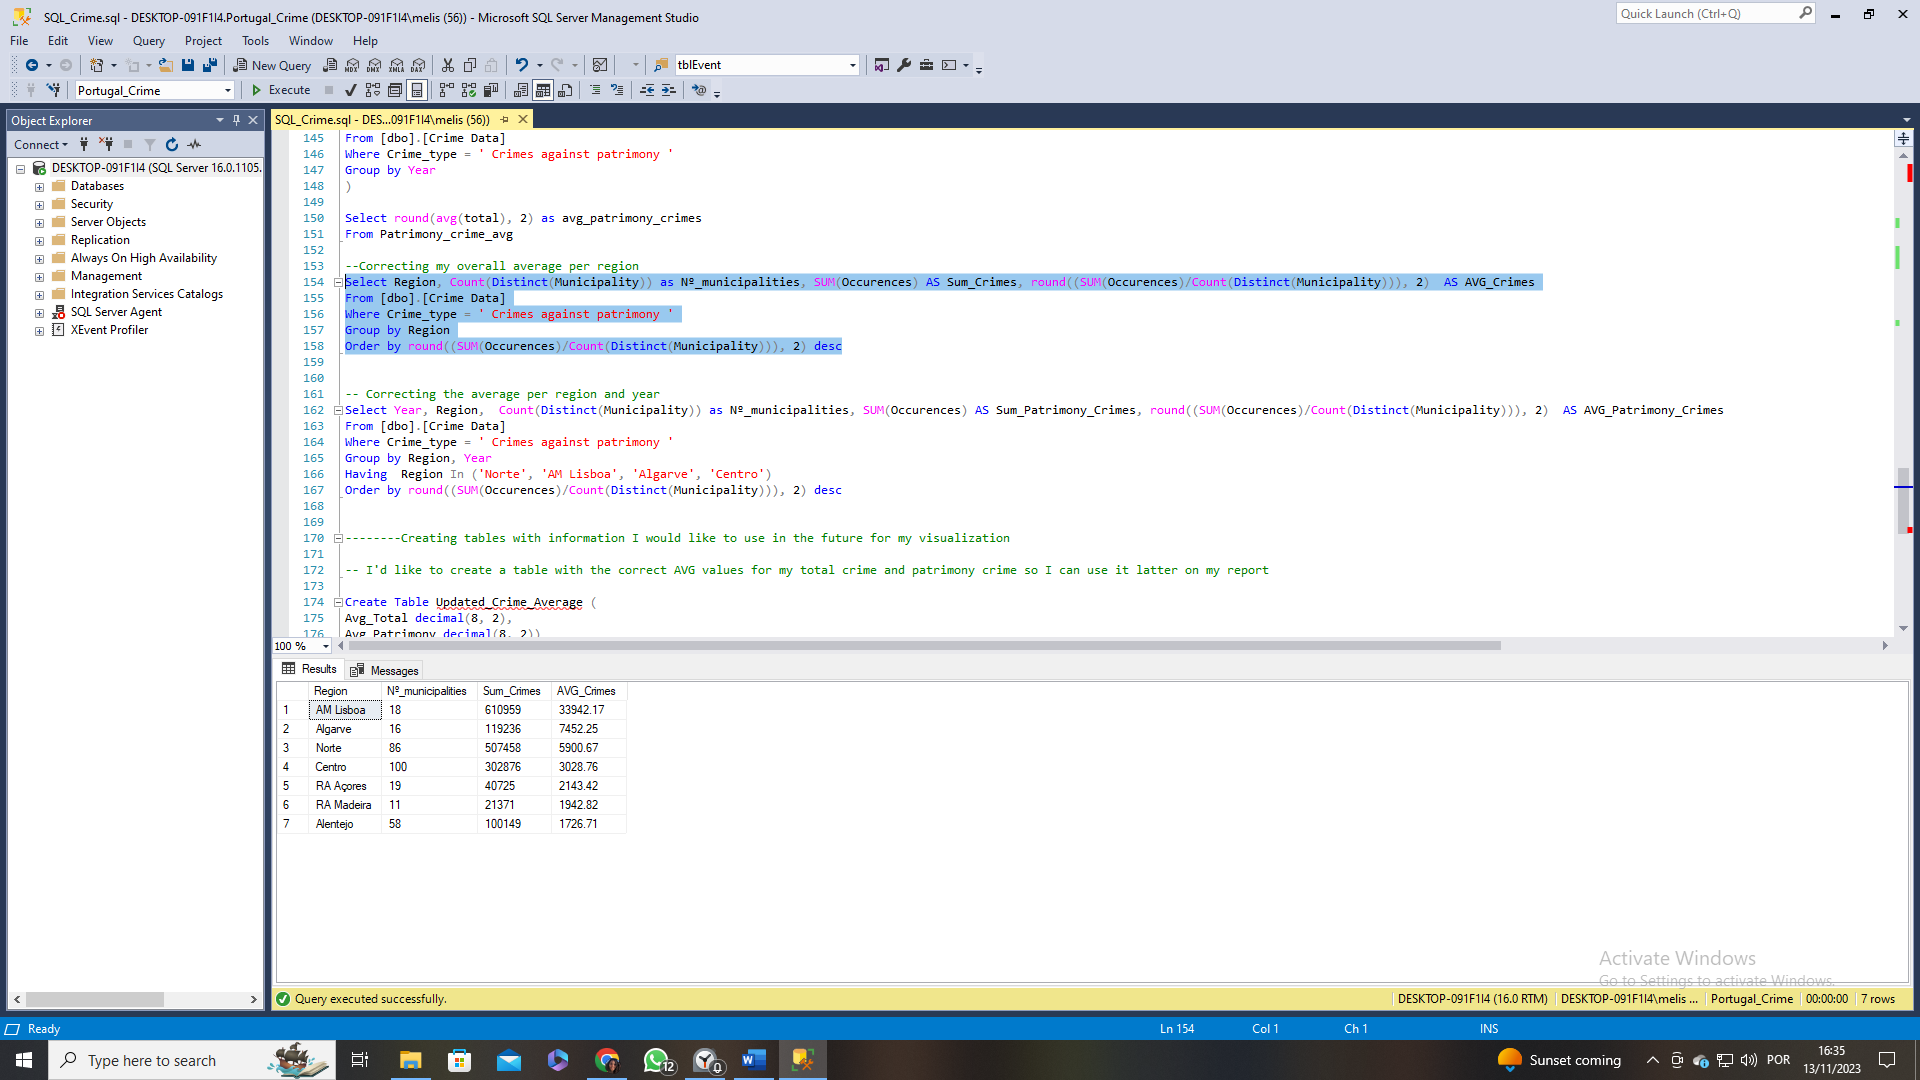 SQL_Crime.sql - DESKTOP-091F1I4.Portugal_Crime (DESKTOP-091F1I4\melis (56)) - Microsoft SQL Server Management Studio
Quick Launch (Ctrl+Q)
File Edit View Query Project Tools Window Help
New Query MDX DMX XMLA DAX tblEvent
Portugal_Crime Execute
Object Explorer
SQL_Crime.sql - DES...091F1I4\melis (56))
Connect
DESKTOP-091F1I4 (SQL Server 16.0.1105.
Databases
Security
Server Objects
Replication
Always On High Availability
Management
Integration Services Catalogs
SQL Server Agent
XEvent Profiler
145 From [dbo].[Crime Data]
146 Where Crime_type = ' Crimes against patrimony '
147 Group by Year
148 )
149
150 Select round(avg(total), 2) as avg_patrimony_crimes
151 From Patrimony_crime_avg
152
153 --Correcting my overall average per region
154 Select Region, Count(Distinct(Municipality)) as Nº_municipalities, SUM(Occurences) AS Sum_Crimes, round((SUM(Occurences)/Count(Distinct(Municipality))), 2)  AS AVG_Crimes
155 From [dbo].[Crime Data]
156 Where Crime_type = ' Crimes against patrimony '
157 Group by Region
158 Order by round((SUM(Occurences)/Count(Distinct(Municipality))), 2) desc
159
160
161 -- Correcting the average per region and year
162 Select Year, Region,  Count(Distinct(Municipality)) as Nº_municipalities, SUM(Occurences) AS Sum_Patrimony_Crimes, round((SUM(Occurences)/Count(Distinct(Municipality))), 2)  AS AVG_Patrimony_Crimes
163 From [dbo].[Crime Data]
164 Where Crime_type = ' Crimes against patrimony '
165 Group by Region, Year
166 Having  Region In ('Norte', 'AM Lisboa', 'Algarve', 'Centro')
167 Order by round((SUM(Occurences)/Count(Distinct(Municipality))), 2) desc
168
169
170 --------Creating tables with information I would like to use in the future for my visualization
171
172 -- I'd like to create a table with the correct AVG values for my total crime and patrimony crime so I can use it latter on my report
173
174 Create Table Updated_Crime_Average (
175 Avg_Total decimal(8, 2),
176 Avg_Patrimony decimal(8, 2))
100 %
Results Messages
Region Nº_municipalities Sum_Crimes AVG_Crimes
1 AM Lisboa 18 610959 33942.17
2 Algarve 16 119236 7452.25
3 Norte 86 507458 5900.67
4 Centro 100 302876 3028.76
5 RA Açores 19 40725 2143.42
6 RA Madeira 11 21371 1942.82
7 Alentejo 58 100149 1726.71
Activate Windows
Go to Settings to activate Windows.
Query executed successfully. DESKTOP-091F1I4 (16.0 RTM) DESKTOP-091F1I4\melis ... Portugal_Crime 00:00:00 7 rows
Ready Ln 154 Col 1 Ch 1 INS
Type here to search 12 0 Sunset coming POR 16:35
13/11/2023